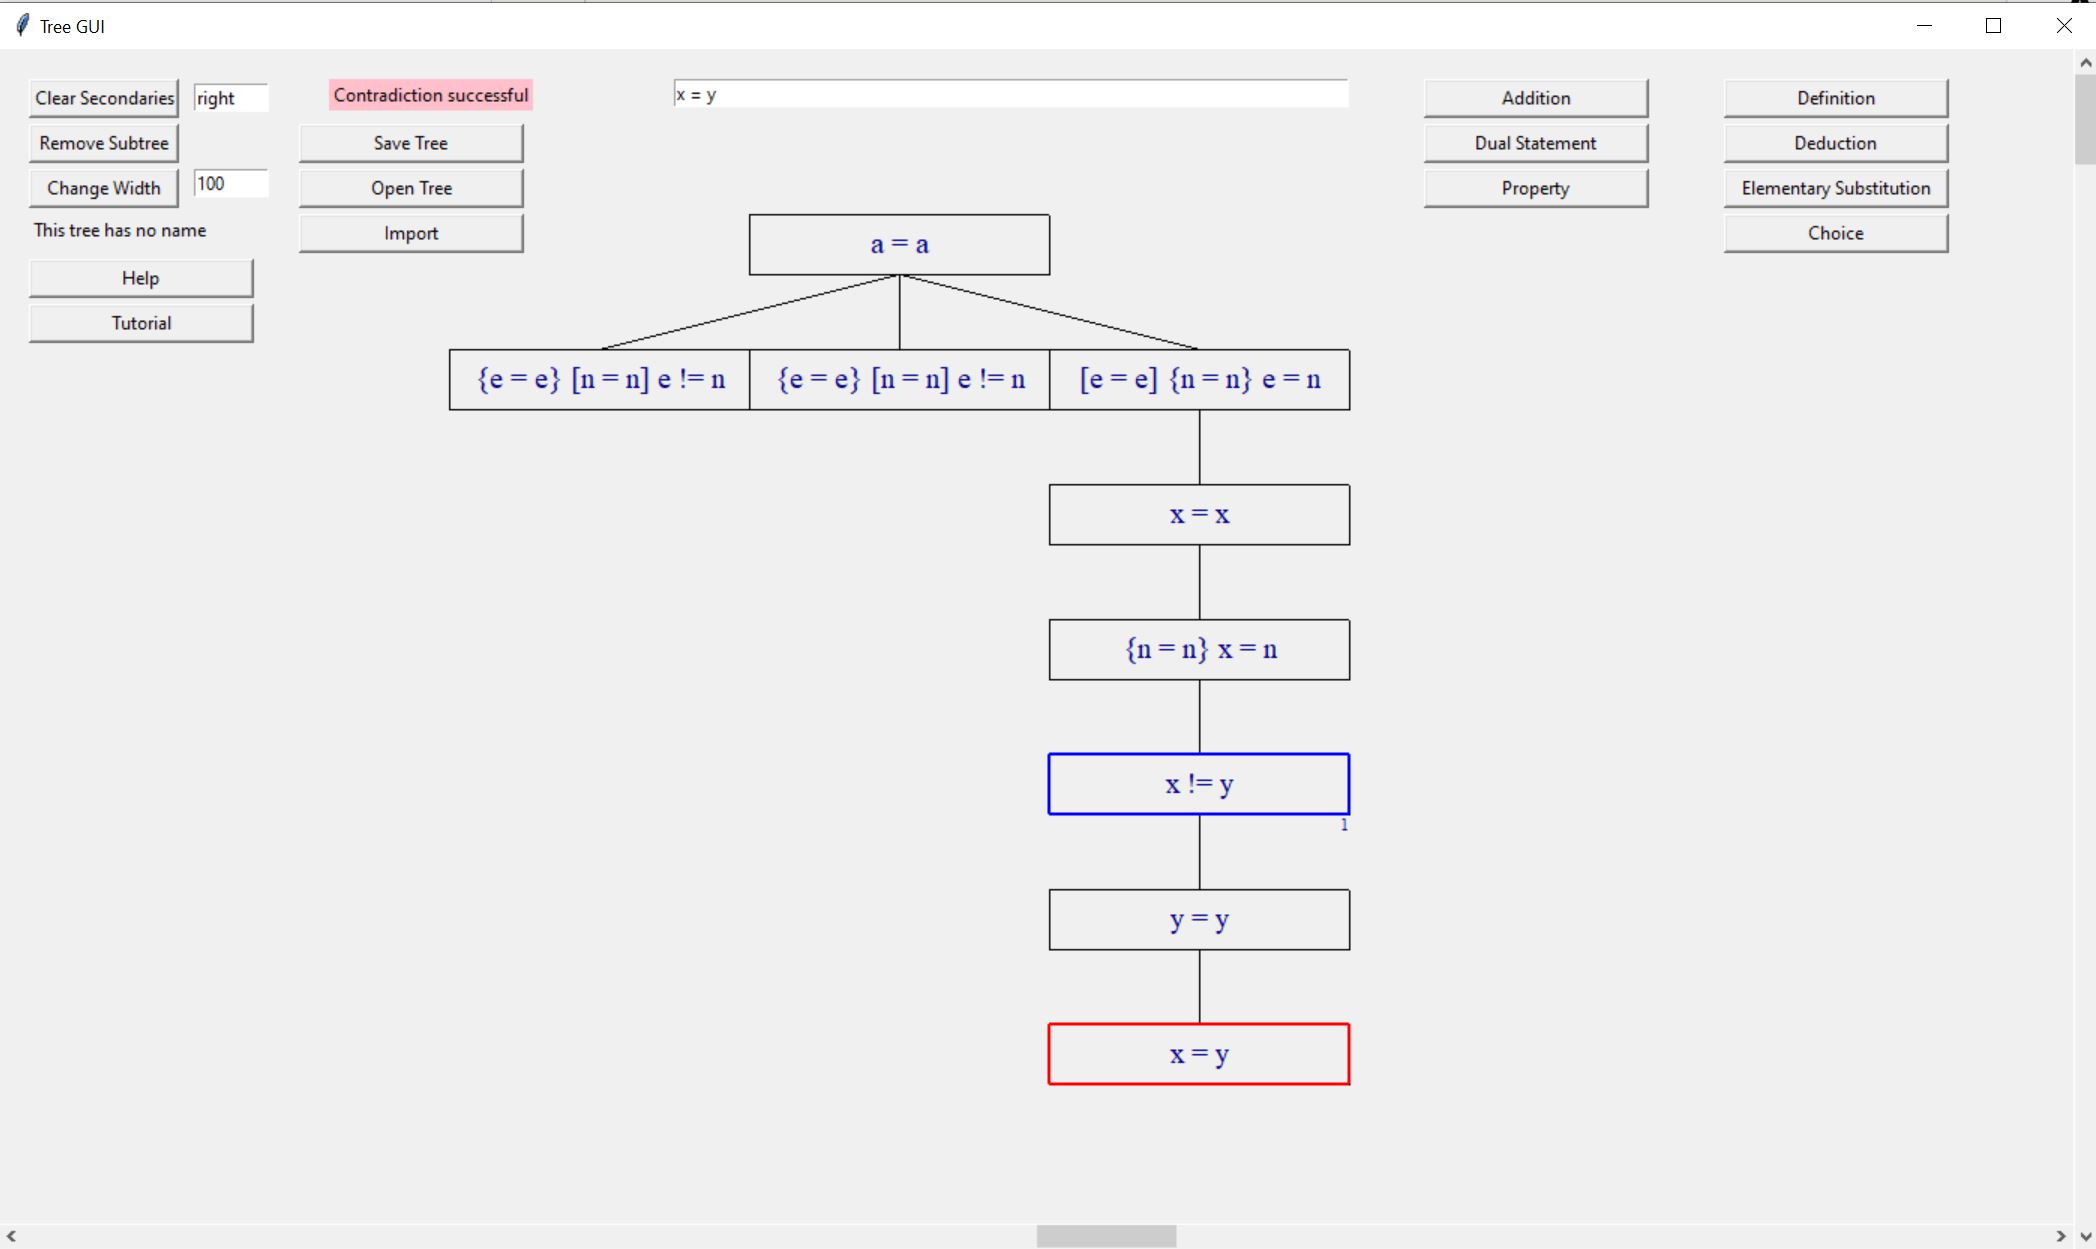 Tree GUI
Clear Secondaries
right
Contradiction successful
x = y
Addition
Definition
Remove Subtree
Save Tree
Dual Statement
Deduction
Change Width
100
Open Tree
Property
Elementary Substitution
This tree has no name
Import
Choice
Help
Tutorial
a = a
{e = e} [n = n] e != n
{e = e} [n = n] e != n
[e = e] {n = n} e = n
x = x
{n = n} x = n
x != y
1
y = y
x = y